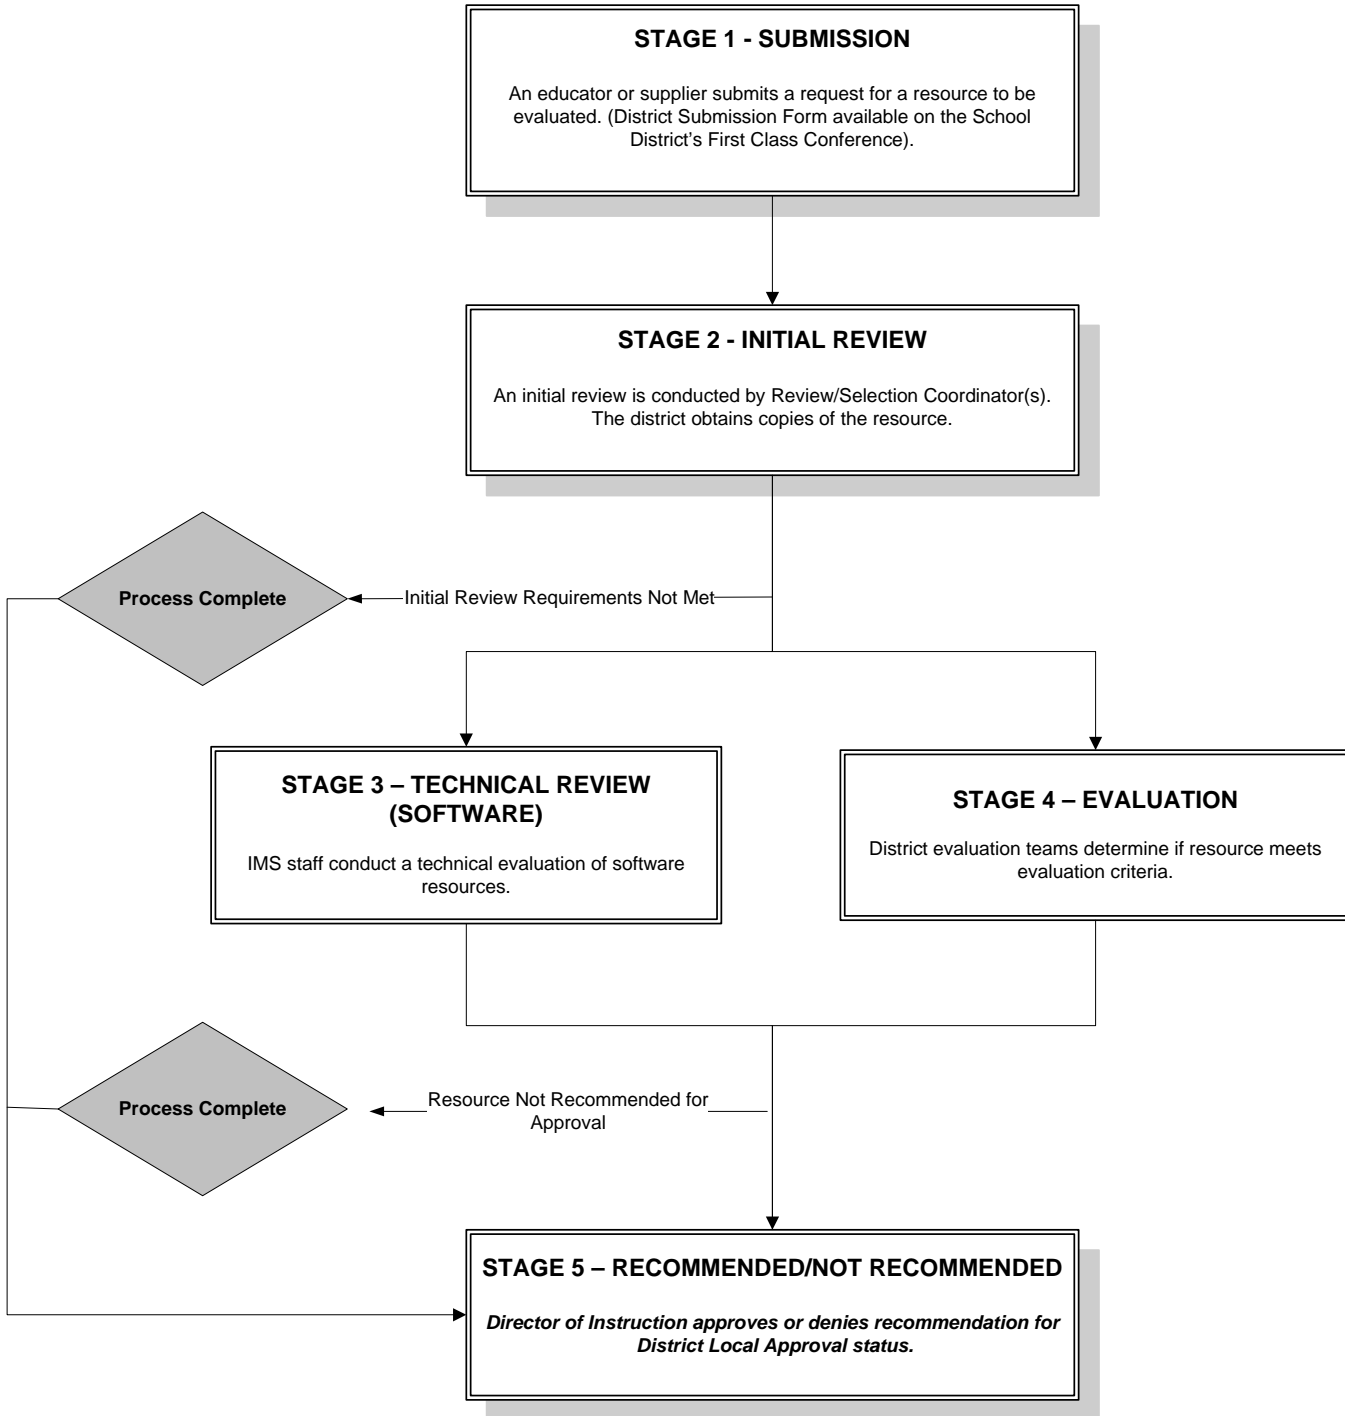 STAGE 1 - SUBMISSION
An educator or supplier submits a request for a resource to be
evaluated. (District Submission Form available on the School
District's First Class Conference).
STAGE 2 - INITIAL REVIEW
An initial review is conducted by Review/Selection Coordinator(s).
The district obtains copies of the resource.
Process Complete
Initial Review Requirements Not Met
STAGE 3 – TECHNICAL REVIEW
(SOFTWARE)
IMS staff conduct a technical evaluation of software
resources.
STAGE 4 – EVALUATION
District evaluation teams determine if resource meets
evaluation criteria.
Process Complete
Resource Not Recommended for
Approval
STAGE 5 – RECOMMENDED/NOT RECOMMENDED
Director of Instruction approves or denies recommendation for
District Local Approval status.